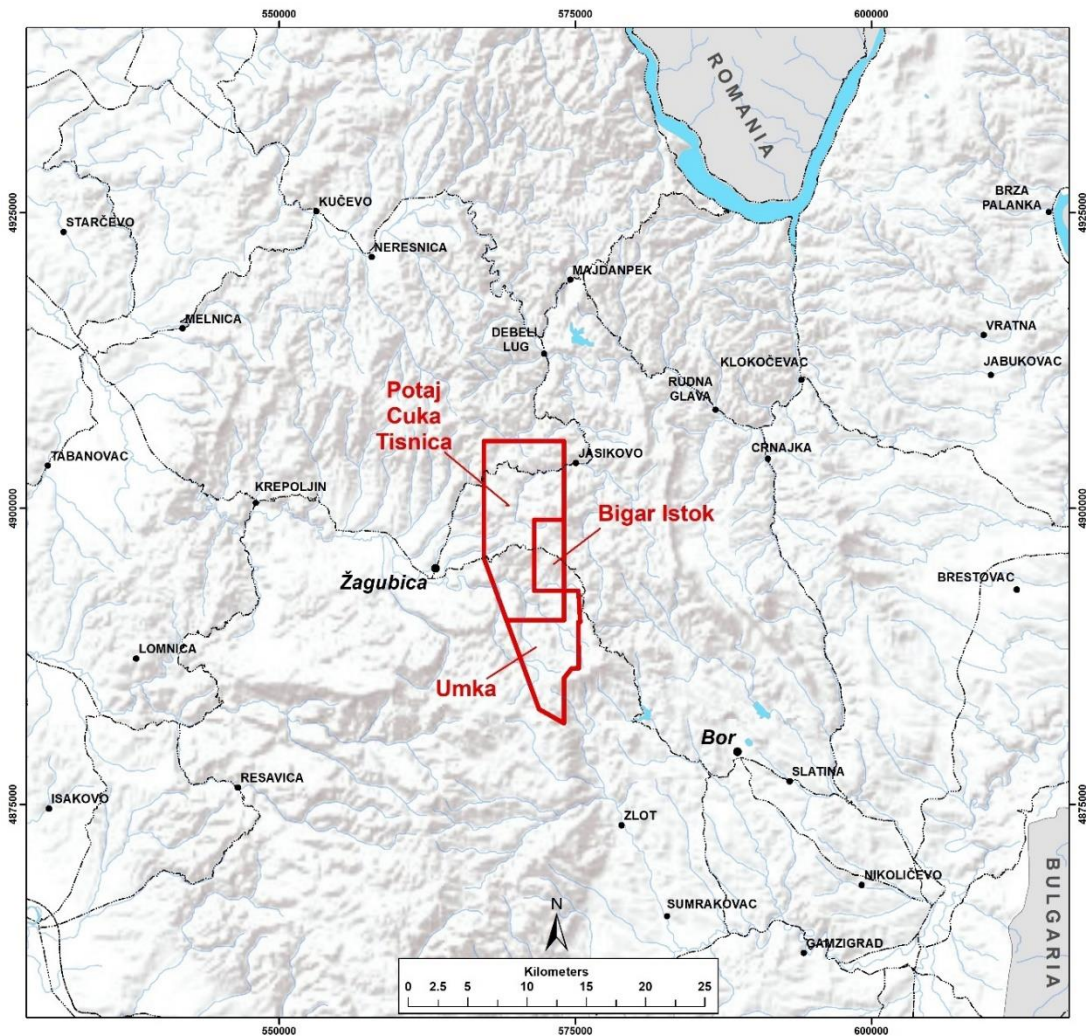 550000
575000
600000
ROMANIA
4925000
4925000
BRZA
PALANKA
STARČEVO
KUČEVO
NERESNICA
MAJDANPEK
MELNICA
DEBELI
LUG
VRATNA
KLOKOČEVAC
JABUKOVAC
RUDNA
GLAVA
Potaj
Cuka
Tisnica
TABANOVAC
JASIKOVO
CRNAJKA
KREPOLJIN
4900000
4900000
Bigar Istok
Žagubica
BRESTOVAC
LOMNICA
Umka
Bor
RESAVICA
SLATINA
ISAKOVO
4875000
4875000
ZLOT
BULGARIA
NIKOLIČEVO
SUMRAKOVAC
N
GAMZIGRAD
Kilometers
0 2.5 5 10 15 20 25
550000
575000
600000